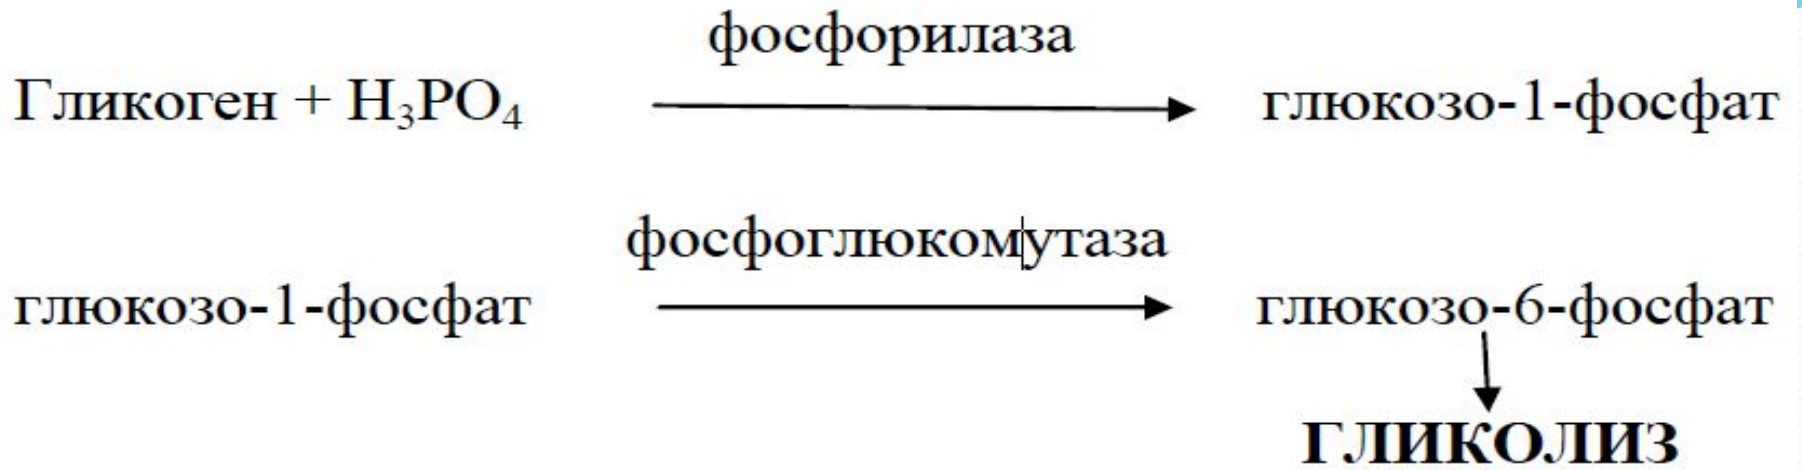 фосфорилаза
Гликоген + H₃PO₄ глюкозо-1-фосфат
фосфоглюкомутаза
глюкозо-1-фосфат глюкозо-6-фосфат
ГЛИКОЛИЗ